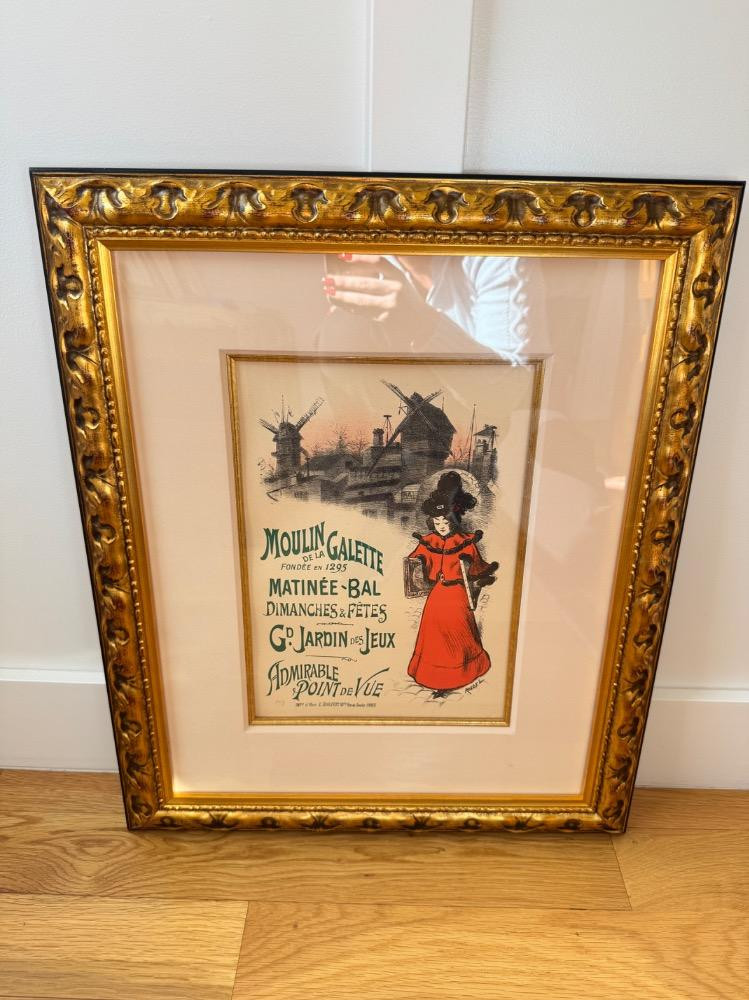 MOULIN
DE LA GALETTE
FONDÉE EN 1295
MATINÉE-BAL
DIMANCHES & FÊTES
GD JARDIN DES JEUX
ADMIRABLE
POINT DE VUE